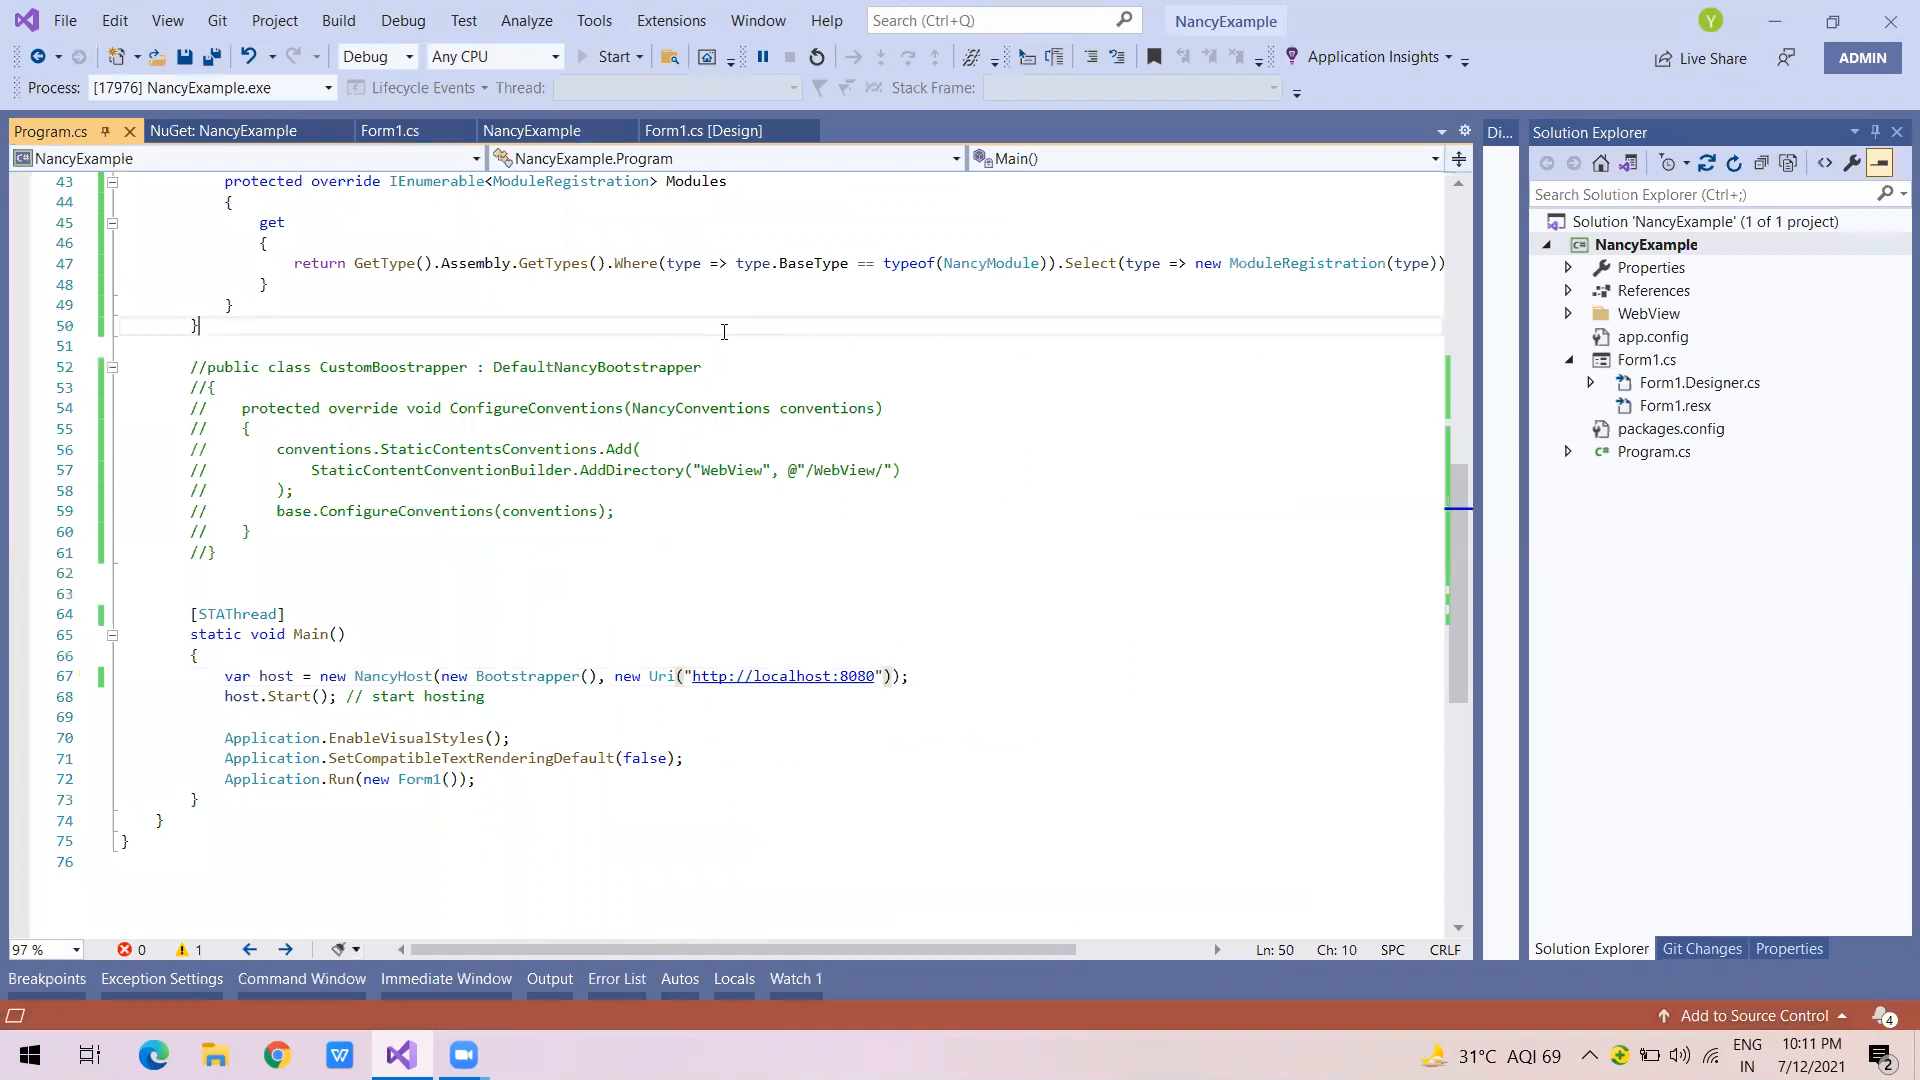 File Edit View Git Project Build Debug Test Analyze Tools Extensions Window Help Search (Ctrl+Q) NancyExample Y
Debug Any CPU Start Application Insights Live Share ADMIN
Process: [17976] NancyExample.exe Lifecycle Events Thread: Stack Frame:
Program.cs NuGet: NancyExample Form1.cs NancyExample Form1.cs [Design] Di...
NancyExample NancyExample.Program Main()
43 protected override IEnumerable<ModuleRegistration> Modules
44 {
45 get
46 {
47 return GetType().Assembly.GetTypes().Where(type => type.BaseType == typeof(NancyModule)).Select(type => new ModuleRegistration(type))
48 }
49 }
50 }
51
52 //public class CustomBoostrapper : DefaultNancyBootstrapper
53 //{
54 // protected override void ConfigureConventions(NancyConventions conventions)
55 // {
56 // conventions.StaticContentsConventions.Add(
57 // StaticContentConventionBuilder.AddDirectory("WebView", @"/WebView/")
58 // );
59 // base.ConfigureConventions(conventions);
60 // }
61 //}
62
63
64 [STAThread]
65 static void Main()
66 {
67 var host = new NancyHost(new Bootstrapper(), new Uri("http://localhost:8080"));
68 host.Start(); // start hosting
69
70 Application.EnableVisualStyles();
71 Application.SetCompatibleTextRenderingDefault(false);
72 Application.Run(new Form1());
73 }
74 }
75 }
76
97 % 0 1 Ln: 50 Ch: 10 SPC CRLF
Solution Explorer
Search Solution Explorer (Ctrl+;)
Solution 'NancyExample' (1 of 1 project)
C# NancyExample
Properties
References
WebView
app.config
Form1.cs
Form1.Designer.cs
Form1.resx
packages.config
C# Program.cs
Solution Explorer Git Changes Properties
Breakpoints Exception Settings Command Window Immediate Window Output Error List Autos Locals Watch 1
Add to Source Control 4
W 31°C AQI 69 ENG IN 10:11 PM 7/12/2021 2